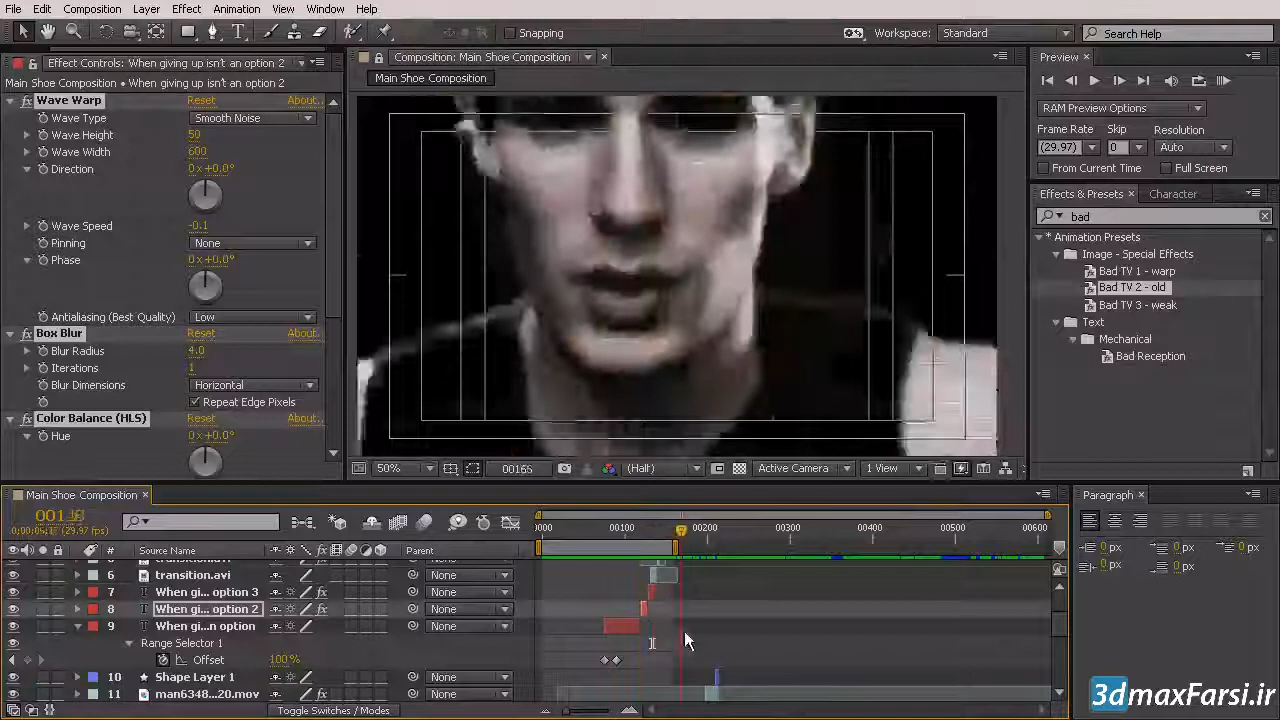 File Edit Composition Layer Effect Animation View Window Help
Snapping
Workspace: Standard
Search Help
Effect Controls: When giving up isn't an option 2
Main Shoe Composition • When giving up isn't an option 2
Wave Warp Reset About..
Wave Type Smooth Noise
Wave Height 50
Wave Width 600
Direction 0 x +0.0°
Wave Speed -0.1
Pinning None
Phase 0 x +0.0°
Antialiasing (Best Quality) Low
Box Blur Reset About..
Blur Radius 4.0
Iterations 1
Blur Dimensions Horizontal
Repeat Edge Pixels
Color Balance (HLS) Reset About..
Hue 0 x +0.0°
Composition: Main Shoe Composition
Main Shoe Composition
50% 00165 (Half) Active Camera 1 View
Preview
RAM Preview Options
Frame Rate Skip Resolution
(29.97) 0 Auto
From Current Time Full Screen
Effects & Presets Character
bad
* Animation Presets
Image - Special Effects
Bad TV 1 - warp
Bad TV 2 - old
Bad TV 3 - weak
Text
Mechanical
Bad Reception
Main Shoe Composition
(29.97 fps)
0000 00100 00200 00300 00400 00500 00600
# Source Name Parent
6 transition.avi None
7 When gi... option 3 None
8 When gi... option 2 None
9 When gi...n option None
Range Selector 1
Offset 100%
10 Shape Layer 1 None
11 man6348...20.mov None
Toggle Switches / Modes
Paragraph
0 px 0 px 0 px
0 px 0 px
3dmaxFarsi.ir